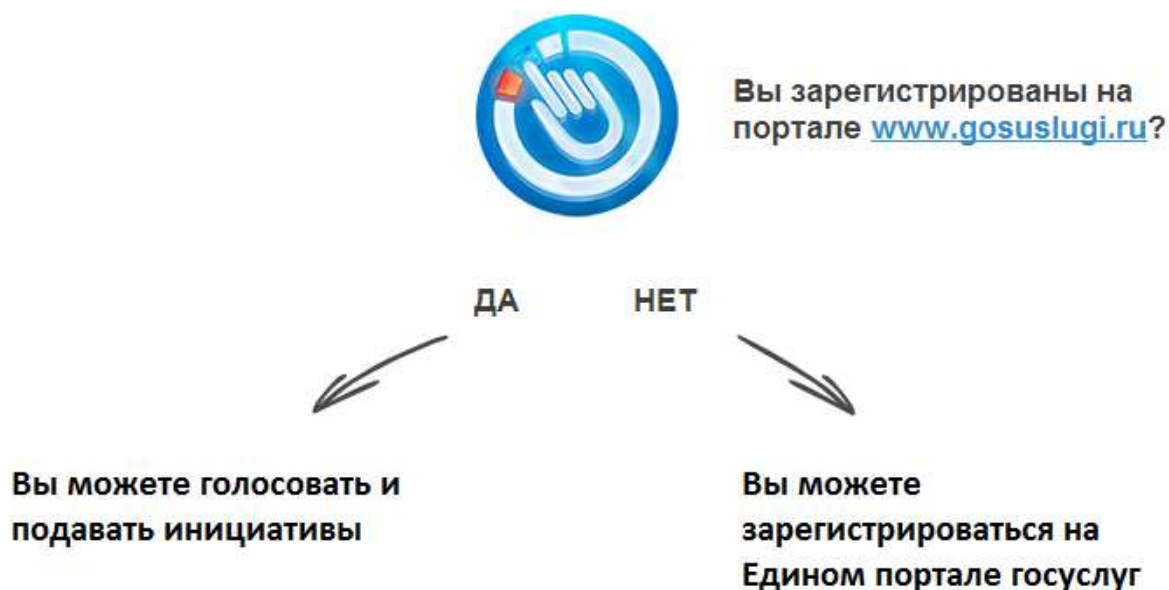 Вы зарегистрированы на
портале www.gosuslugi.ru?
ДА НЕТ
Вы можете голосовать и
подавать инициативы
Вы можете
зарегистрироваться на
Едином портале госуслуг